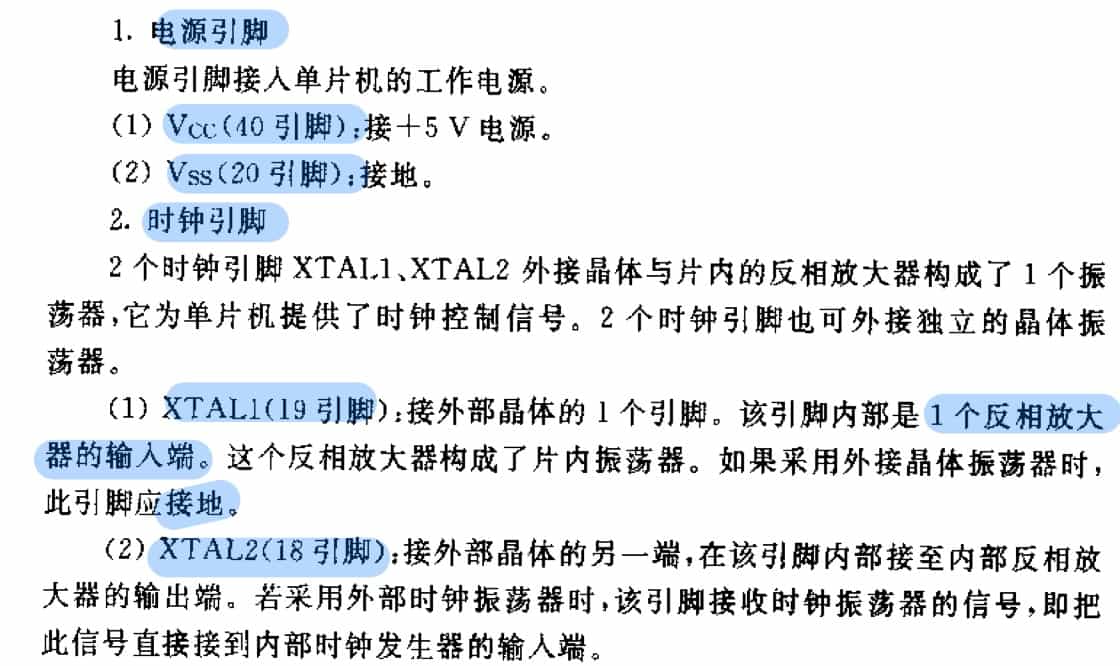 1. 电源引脚
电源引脚接入单片机的工作电源。
(1) Vcc(40 引脚):接+5 V 电源。
(2) Vss(20 引脚):接地。
2. 时钟引脚
2 个时钟引脚 XTAL1、XTAL2 外接晶体与片内的反相放大器构成了 1 个振
荡器,它为单片机提供了时钟控制信号。2 个时钟引脚也可外接独立的晶体振
荡器。
(1) XTAL1(19 引脚):接外部晶体的 1 个引脚。该引脚内部是 1 个反相放大
器的输入端。这个反相放大器构成了片内振荡器。如果采用外接晶体振荡器时,
此引脚应接地。
(2) XTAL2(18 引脚):接外部晶体的另一端,在该引脚内部接至内部反相放
大器的输出端。若采用外部时钟振荡器时,该引脚接收时钟振荡器的信号,即把
此信号直接接到内部时钟发生器的输入端。